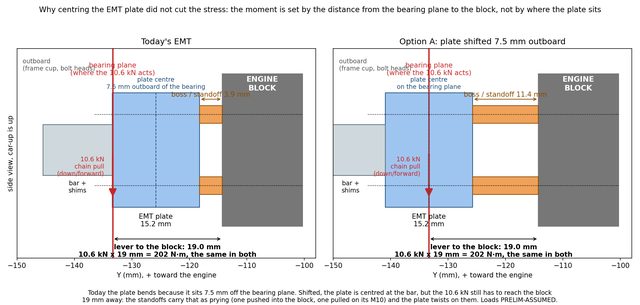 Why centring the EMT plate did not cut the stress: the moment is set by the distance from the bearing plane to the block, not by where the plate sits
Today's EMT
outboard
(frame cup, bolt heads)
bearing plane
(where the 10.6 kN acts)
plate centre
7.5 mm outboard of the bearing
boss / standoff 3.9 mm
ENGINE
BLOCK
10.6 kN
chain pull
(down/forward)
bar +
shims
EMT plate
15.2 mm
lever to the block: 19.0 mm
10.6 kN x 19 mm = 202 N·m, the same in both
side view, car-up is up
−150
−140
−130
−120
−110
−100
Y (mm), + toward the engine
Option A: plate shifted 7.5 mm outboard
outboard
(frame cup, bolt heads)
bearing plane
(where the 10.6 kN acts)
plate centre
on the bearing plane
boss / standoff 11.4 mm
ENGINE
BLOCK
10.6 kN
chain pull
(down/forward)
bar +
shims
EMT plate
15.2 mm
lever to the block: 19.0 mm
10.6 kN x 19 mm = 202 N·m, the same in both
−150
−140
−130
−120
−110
−100
Y (mm), + toward the engine
Today the plate bends because it sits 7.5 mm off the bearing plane. Shifted, the plate is centred at the bar, but the 10.6 kN still has to reach the block
19 mm away: the standoffs carry that as prying (one pushed into the block, one pulled on its M10) and the plate twists on them. Loads PRELIM-ASSUMED.